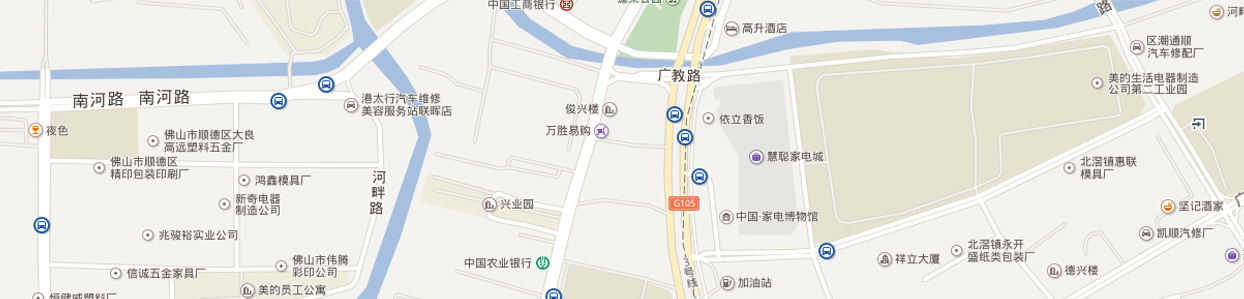 中国工商银行
高升酒店
河畔
区潮通顺
汽车修配厂
广教路
美的生活电器制造
公司第二工业园
南河路
南河路
港太行汽车维修
美容服务站联晖店
俊兴楼
依立香饭
万胜易购
夜色
佛山市顺德区大良
高远塑料五金厂
慧聪家电城
佛山市顺德区
精印包装印刷厂
北滘镇惠联
模具厂
鸿鑫模具厂
河畔路
新奇电器
制造公司
兴业园
G105
坚记酒家
中国·家电博物馆
兆骏裕实业公司
凯顺汽修厂
北滘镇永开
盛纸类包装厂
祥立大厦
中国农业银行
3号线
佛山市伟腾
彩印公司
信诚五金家具厂
德兴楼
加油站
美的员工公寓